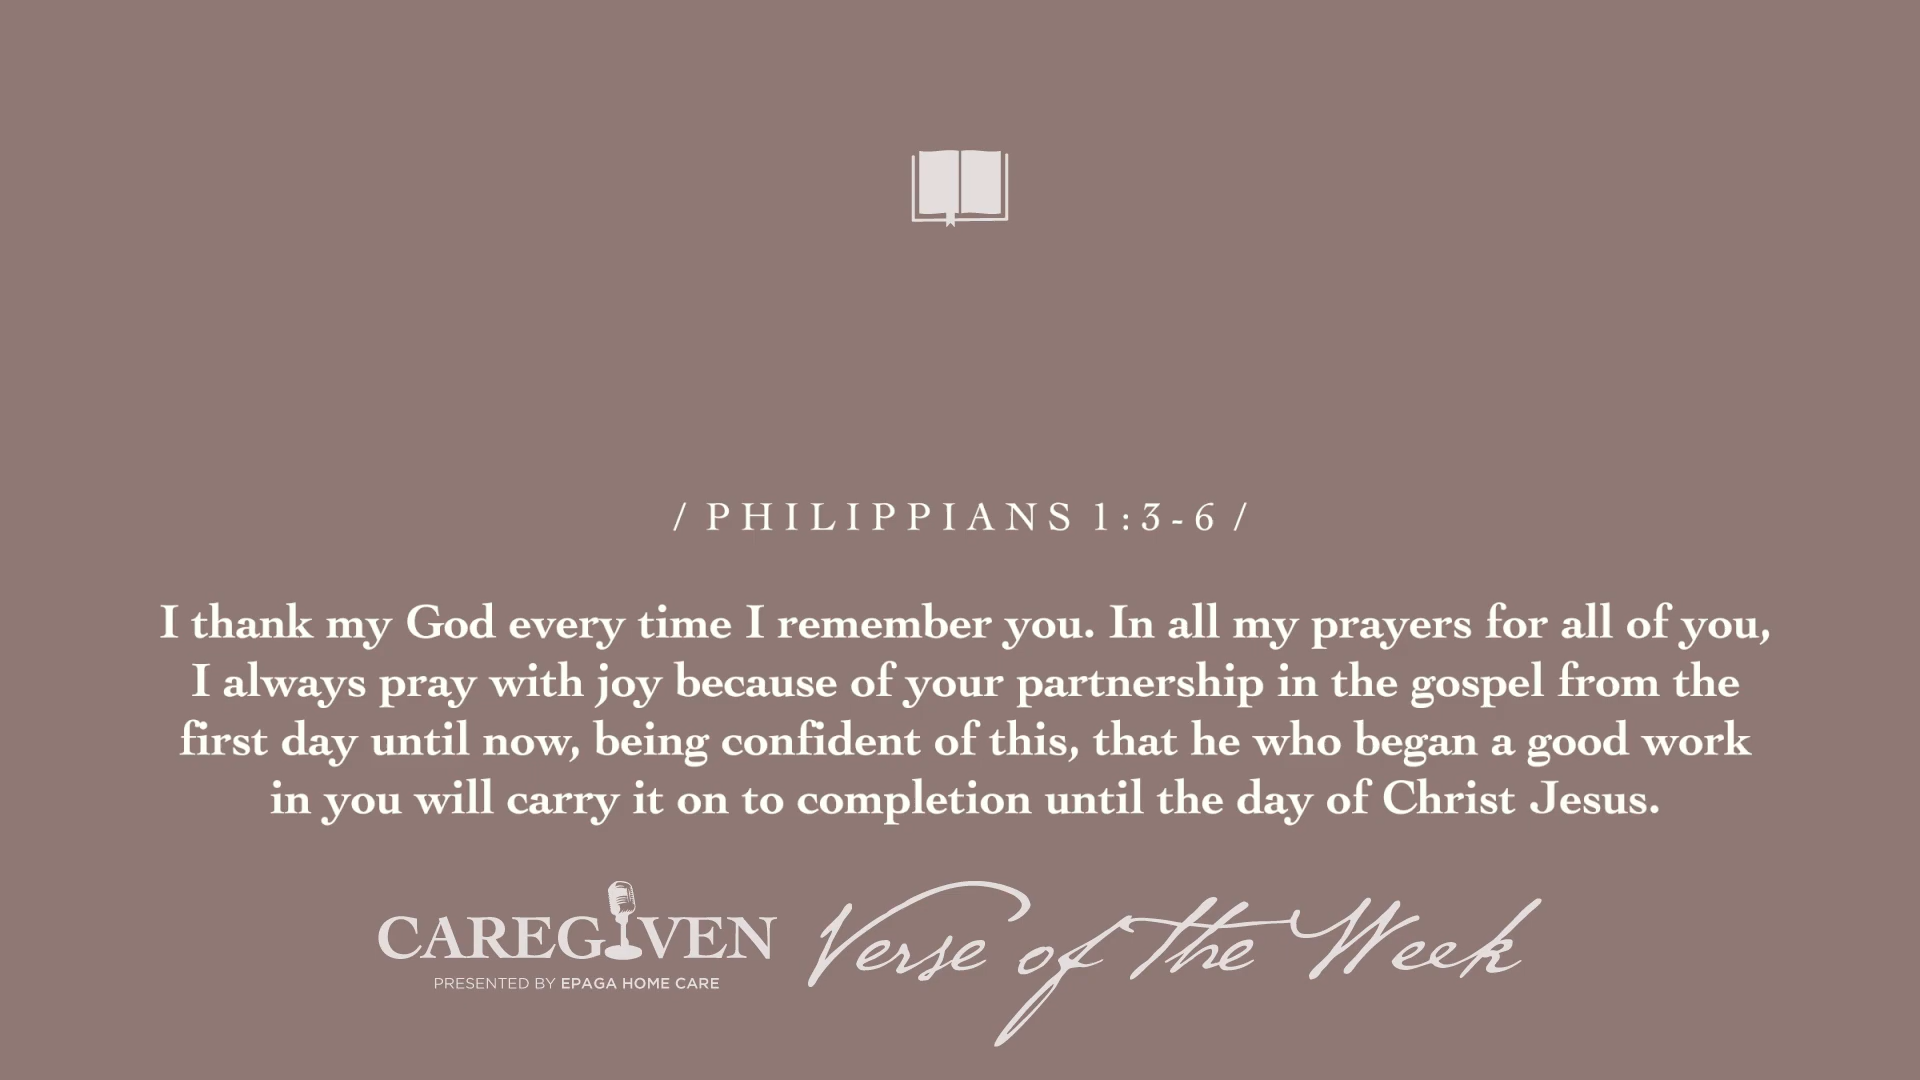 / PHILIPPIANS 1:3-6 /
I thank my God every time I remember you. In all my prayers for all of you,
I always pray with joy because of your partnership in the gospel from the
first day until now, being confident of this, that he who began a good work
in you will carry it on to completion until the day of Christ Jesus.
CAREGIVEN Verse of the Week
PRESENTED BY EPAGA HOME CARE